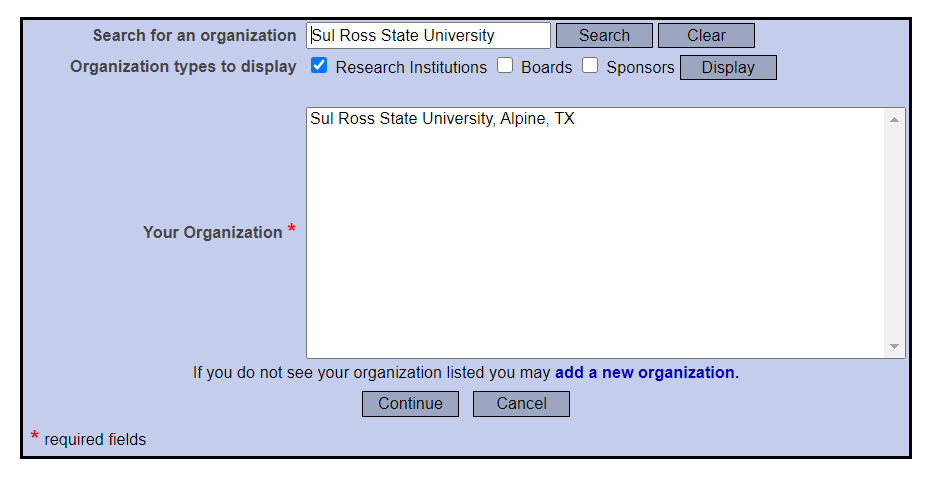 Search for an organization Sul Ross State University Search Clear
Organization types to display Research Institutions Boards Sponsors Display
Sul Ross State University, Alpine, TX
Your Organization *
If you do not see your organization listed you may add a new organization.
Continue Cancel
* required fields